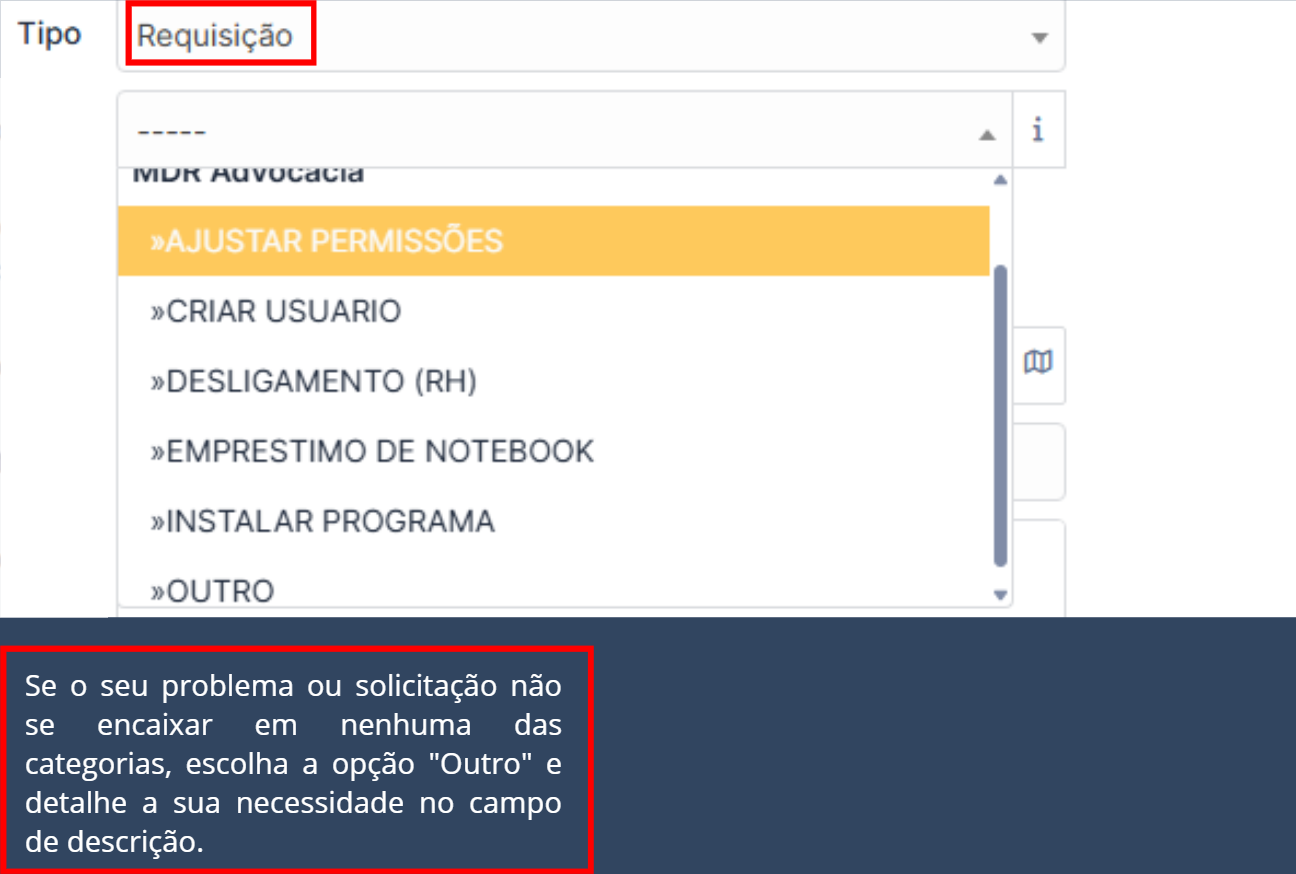 Tipo
Requisição
-----
i
MDR Advocacia
»AJUSTAR PERMISSÕES
»CRIAR USUARIO
»DESLIGAMENTO (RH)
»EMPRESTIMO DE NOTEBOOK
»INSTALAR PROGRAMA
»OUTRO
Se o seu problema ou solicitação não
se encaixar em nenhuma das
categorias, escolha a opção "Outro" e
detalhe a sua necessidade no campo
de descrição.